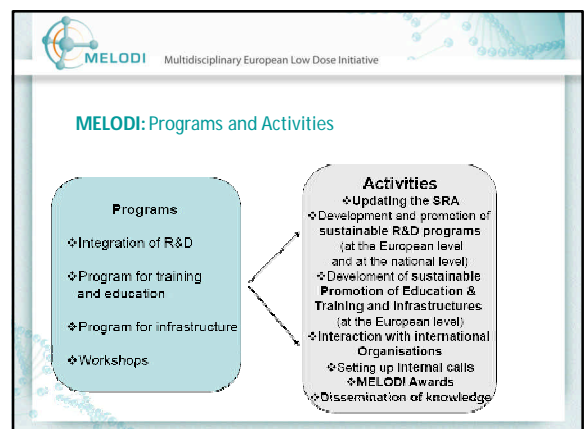 MELODI Multidisciplinary European Low Dose Initiative
MELODI: Programs and Activities
Programs
❖Integration of R&D
❖Program for training
and education
❖Program for infrastructure
❖Workshops
Activities
❖Updating the SRA
❖Development and promotion of
sustainable R&D programs
(at the European level
and at the national level)
❖Develoment of sustainable
Promotion of Education &
Training and Infrastructures
(at the European level)
❖Interaction with international
Organisations
❖Setting up internal calls
❖MELODI Awards
❖Dissemination of knowledge